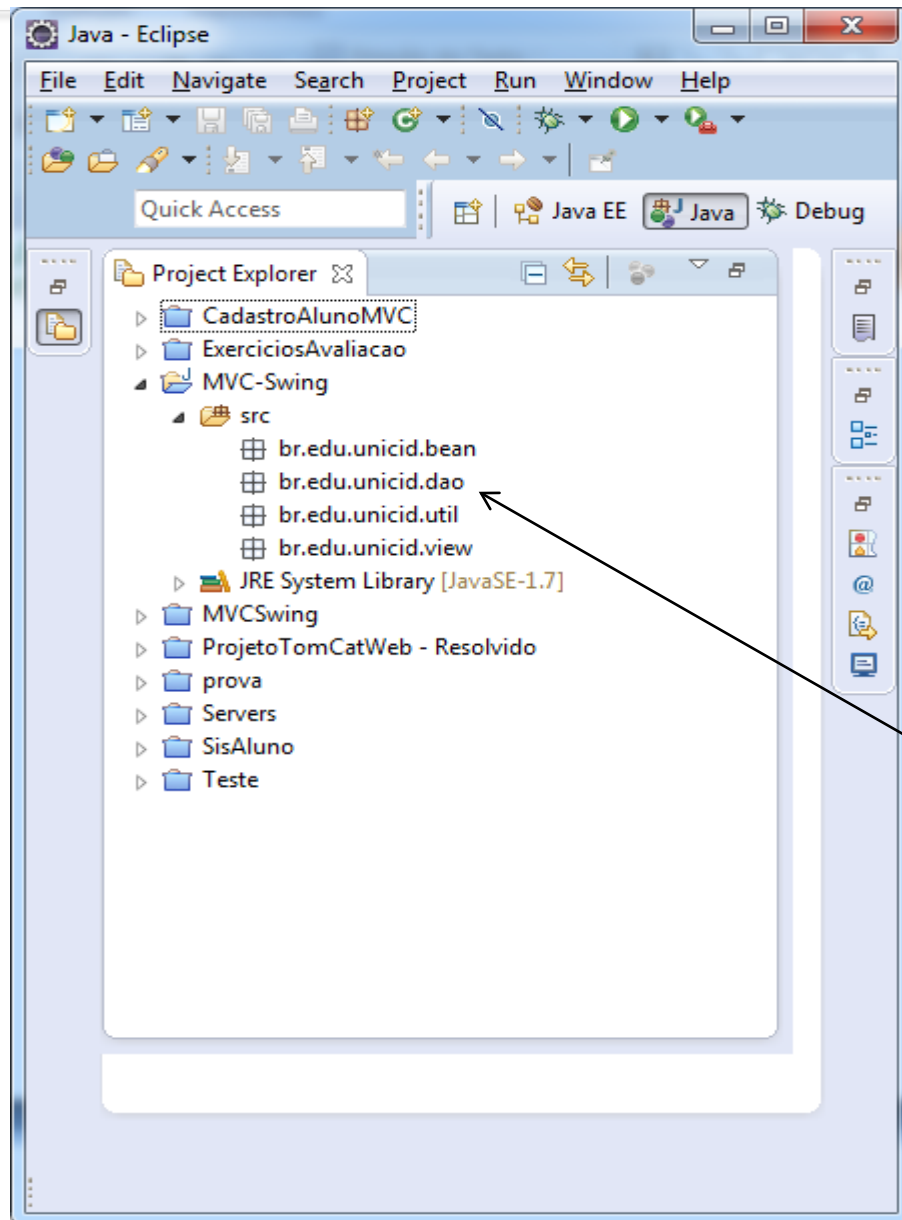 Java - Eclipse
File Edit Navigate Search Project Run Window Help
Quick Access Java EE Java Debug
Project Explorer
CadastroAlunoMVC
ExerciciosAvaliacao
MVC-Swing
src
br.edu.unicid.bean
br.edu.unicid.dao
br.edu.unicid.util
br.edu.unicid.view
JRE System Library [JavaSE-1.7]
MVCSwing
ProjetoTomCatWeb - Resolvido
prova
Servers
SisAluno
Teste